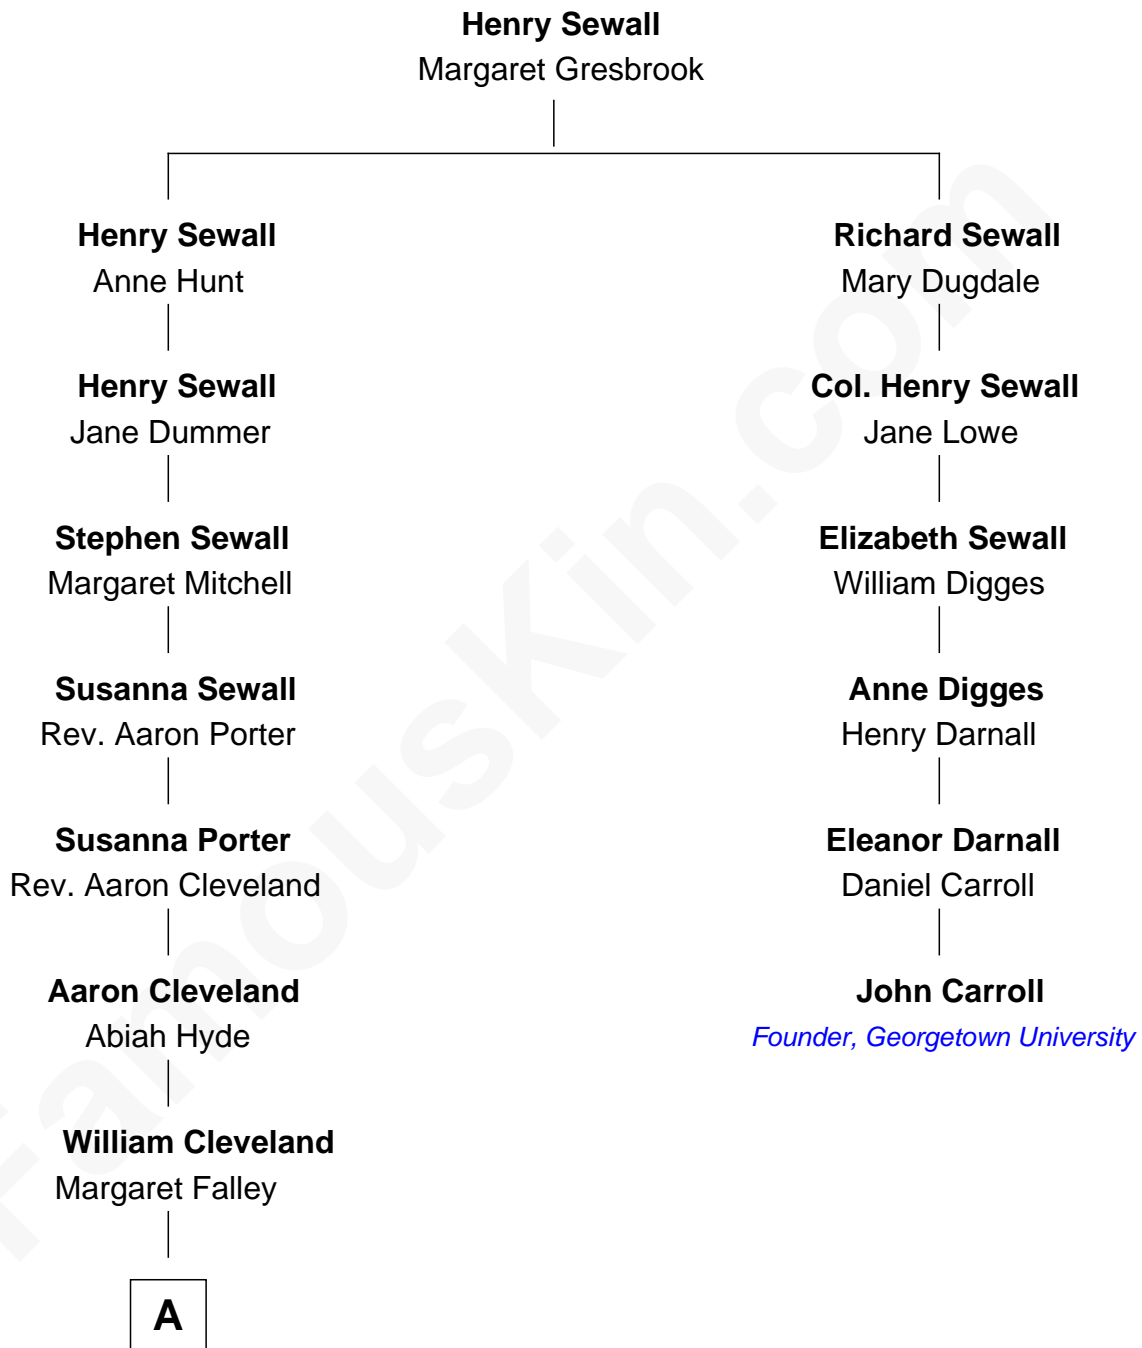 Henry Sewall
Margaret Gresbrook
Henry Sewall
Anne Hunt
Richard Sewall
Mary Dugdale
Henry Sewall
Jane Dummer
Col. Henry Sewall
Jane Lowe
Stephen Sewall
Margaret Mitchell
Elizabeth Sewall
William Digges
Susanna Sewall
Rev. Aaron Porter
Anne Digges
Henry Darnall
Susanna Porter
Rev. Aaron Cleveland
Eleanor Darnall
Daniel Carroll
Aaron Cleveland
Abiah Hyde
John Carroll
Founder, Georgetown University
William Cleveland
Margaret Falley
A
FamousKin.com